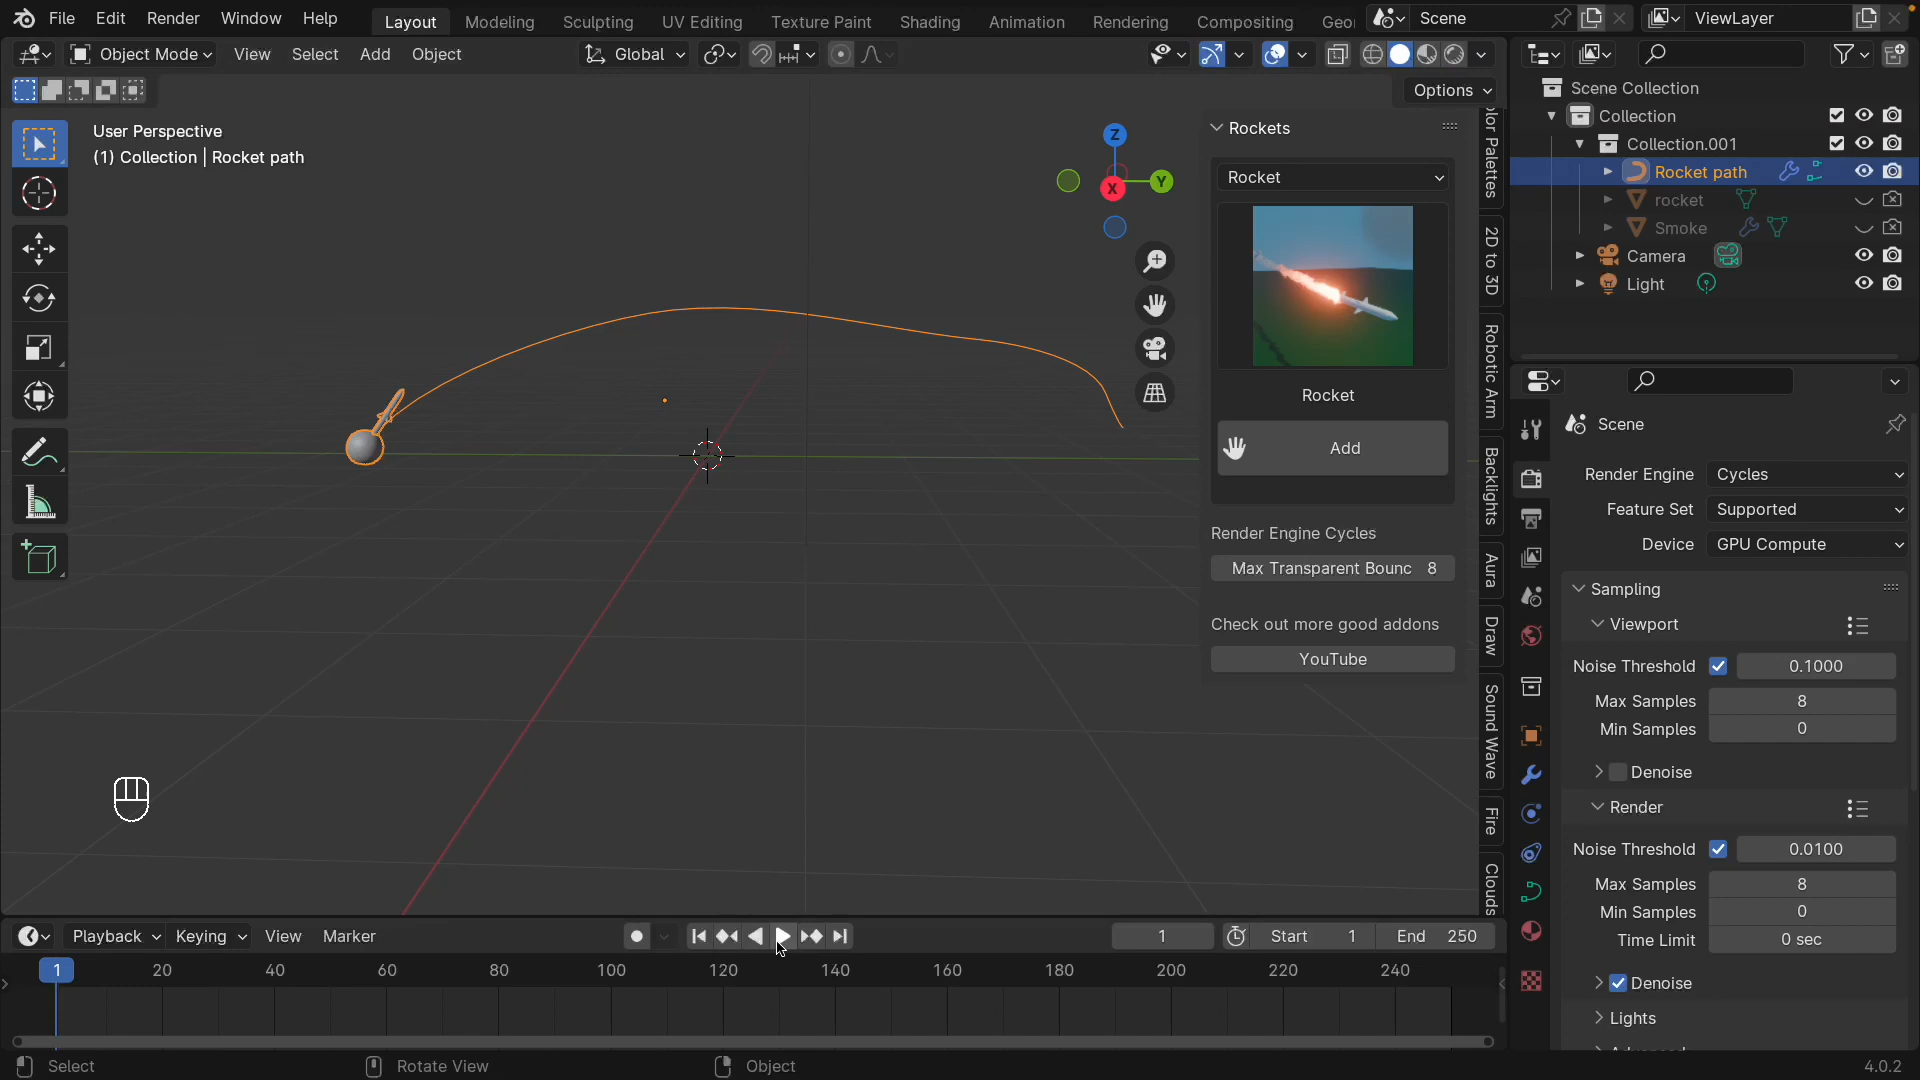 File Edit Render Window Help Layout Modeling Sculpting UV Editing Texture Paint Shading Animation Rendering Compositing Geo Scene ViewLayer
Object Mode View Select Add Object Global
Options
User Perspective
(1) Collection | Rocket path
Z
Y
X
Rockets
Rocket
Rocket
Add
Render Engine Cycles
Max Transparent Bounc 8
Check out more good addons
YouTube
lor Palettes
2D to 3D
Robotic Arm
Backlights
Aura
Draw
Sound Wave
Fire
Clouds
Scene Collection
Collection
Collection.001
Rocket path
rocket
Smoke
Camera
Light
Scene
Render Engine Cycles
Feature Set Supported
Device GPU Compute
Sampling
Viewport
Noise Threshold 0.1000
Max Samples 8
Min Samples 0
Denoise
Render
Noise Threshold 0.0100
Max Samples 8
Min Samples 0
Time Limit 0 sec
Denoise
Lights
Playback Keying View Marker 1 Start 1 End 250
1 20 40 60 80 100 120 140 160 180 200 220 240
Select Rotate View Object 4.0.2